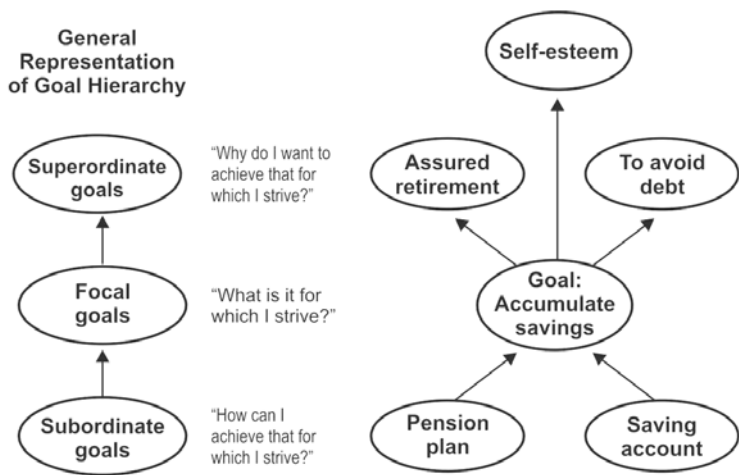 General
Representation
of Goal Hierarchy
Superordinate
goals
"Why do I want to
achieve that for
which I strive?"
Focal
goals
"What is it for
which I strive?"
Subordinate
goals
"How can I
achieve that for
which I strive?"
Self-esteem
Assured
retirement
To avoid
debt
Goal:
Accumulate
savings
Pension
plan
Saving
account